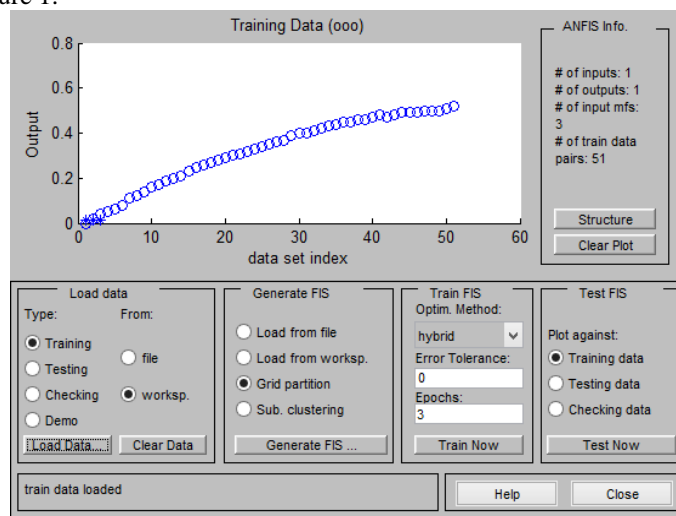 ure 1.
Training Data (ooo)
0.8
0.6
0.4
0.2
0
Output
0
10
20
30
40
50
60
data set index
ANFIS Info.
# of inputs: 1
# of outputs: 1
# of input mfs:
3
# of train data
pairs: 51
Structure
Clear Plot
Load data
Type:
From:
Training
Testing
Checking
Demo
file
worksp.
Load Data...
Clear Data
Generate FIS
Load from file
Load from worksp.
Grid partition
Sub. clustering
Generate FIS ...
Train FIS
Optim. Method:
hybrid
Error Tolerance:
0
Epochs:
3
Train Now
Test FIS
Plot against:
Training data
Testing data
Checking data
Test Now
train data loaded
Help
Close